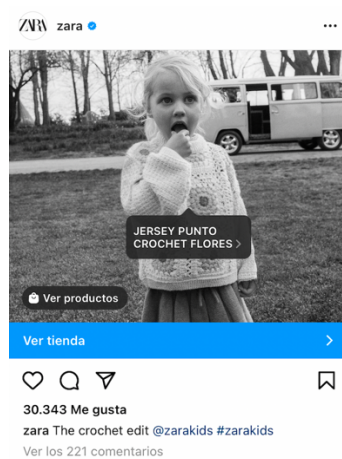 ZARA zara
JERSEY PUNTO
CROCHET FLORES >
Ver productos
Ver tienda
30.343 Me gusta
zara The crochet edit @zarakids #zarakids
Ver los 221 comentarios